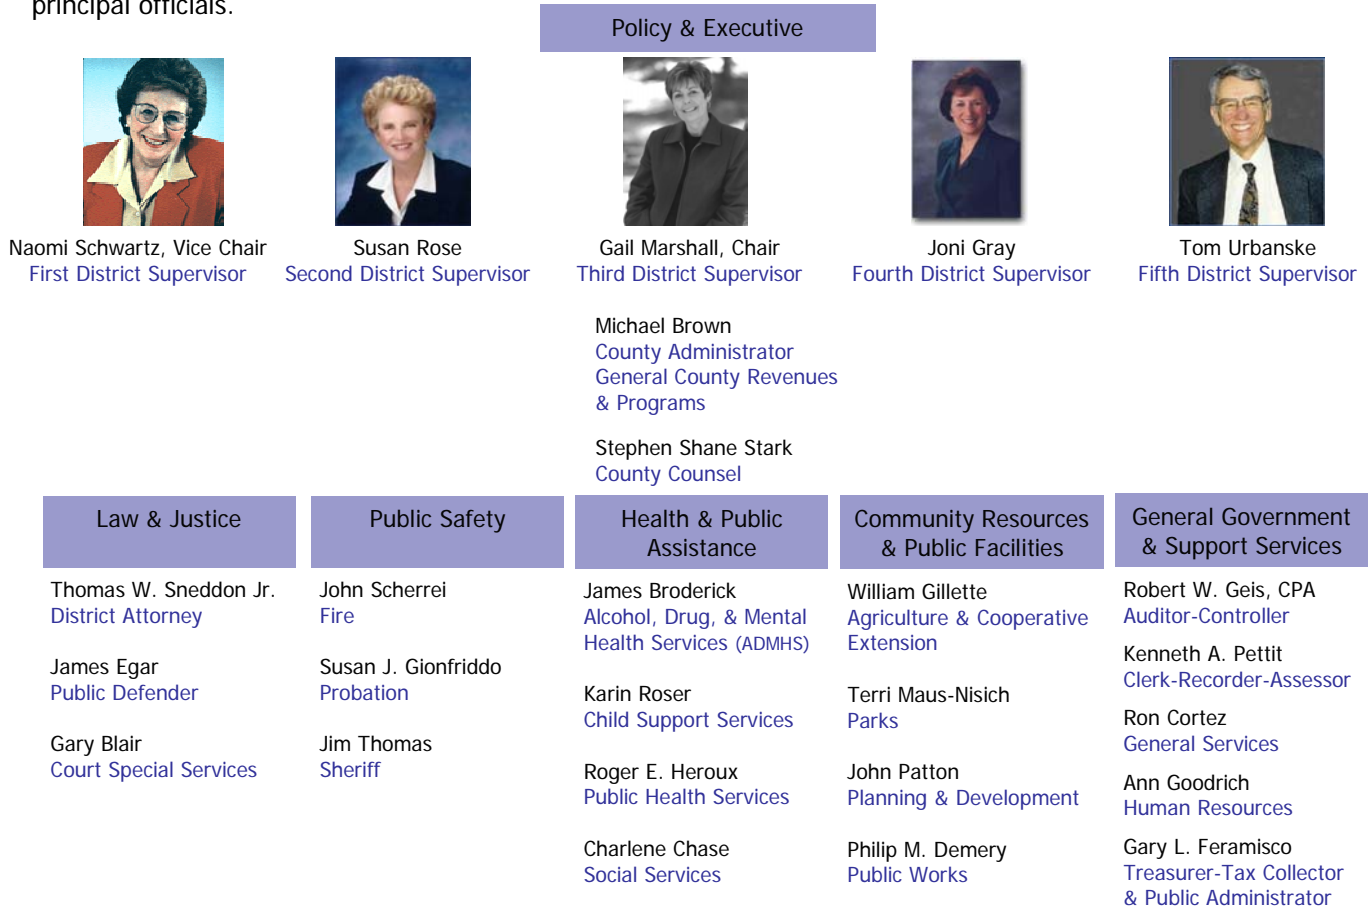 principal officials.
Policy & Executive
Naomi Schwartz, Vice Chair
First District Supervisor
Susan Rose
Second District Supervisor
Gail Marshall, Chair
Third District Supervisor
Joni Gray
Fourth District Supervisor
Tom Urbanske
Fifth District Supervisor
Michael Brown
County Administrator
General County Revenues
& Programs
Stephen Shane Stark
County Counsel
Law & Justice
Thomas W. Sneddon Jr.
District Attorney
James Egar
Public Defender
Gary Blair
Court Special Services
Public Safety
John Scherrei
Fire
Susan J. Gionfriddo
Probation
Jim Thomas
Sheriff
Health & Public
Assistance
James Broderick
Alcohol, Drug, & Mental
Health Services (ADMHS)
Karin Roser
Child Support Services
Roger E. Heroux
Public Health Services
Charlene Chase
Social Services
Community Resources
& Public Facilities
William Gillette
Agriculture & Cooperative
Extension
Terri Maus-Nisich
Parks
John Patton
Planning & Development
Philip M. Demery
Public Works
General Government
& Support Services
Robert W. Geis, CPA
Auditor-Controller
Kenneth A. Pettit
Clerk-Recorder-Assessor
Ron Cortez
General Services
Ann Goodrich
Human Resources
Gary L. Feramisco
Treasurer-Tax Collector
& Public Administrator